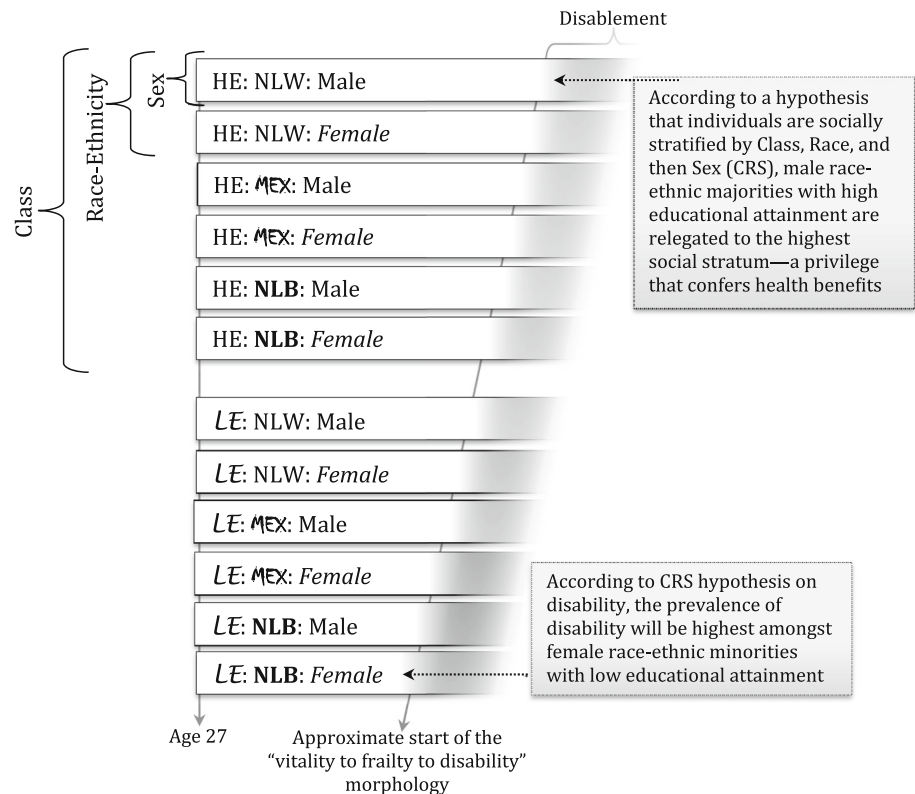 Disablement
Class
Race-Ethnicity
Sex
HE: NLW: Male
HE: NLW: Female
HE: MEX: Male
HE: MEX: Female
HE: NLB: Male
HE: NLB: Female
LE: NLW: Male
LE: NLW: Female
LE: MEX: Male
LE: MEX: Female
LE: NLB: Male
LE: NLB: Female
According to a hypothesis
that individuals are socially
stratified by Class, Race, and
then Sex (CRS), male race-
ethnic majorities with high
educational attainment are
relegated to the highest
social stratum—a privilege
that confers health benefits
According to CRS hypothesis on
disability, the prevalence of
disability will be highest amongst
female race-ethnic minorities
with low educational attainment
Age 27
Approximate start of the
“vitality to frailty to disability”
morphology